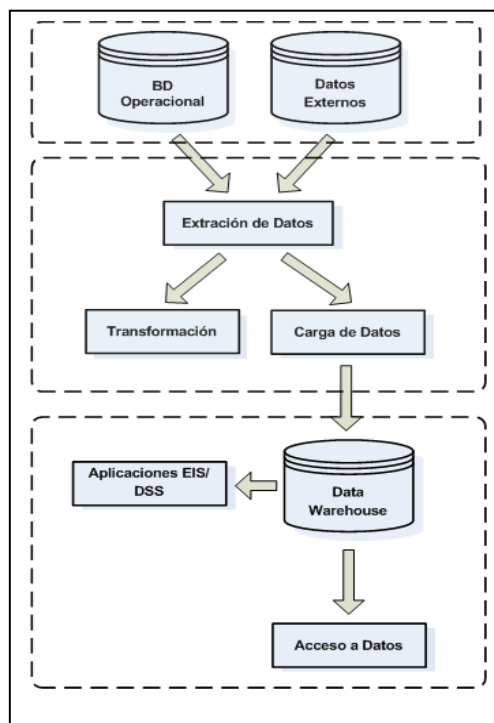 BD
Operacional
Datos
Externos
Extración de Datos
Transformación
Carga de Datos
Aplicaciones EIS/
DSS
Data
Warehouse
Acceso a Datos